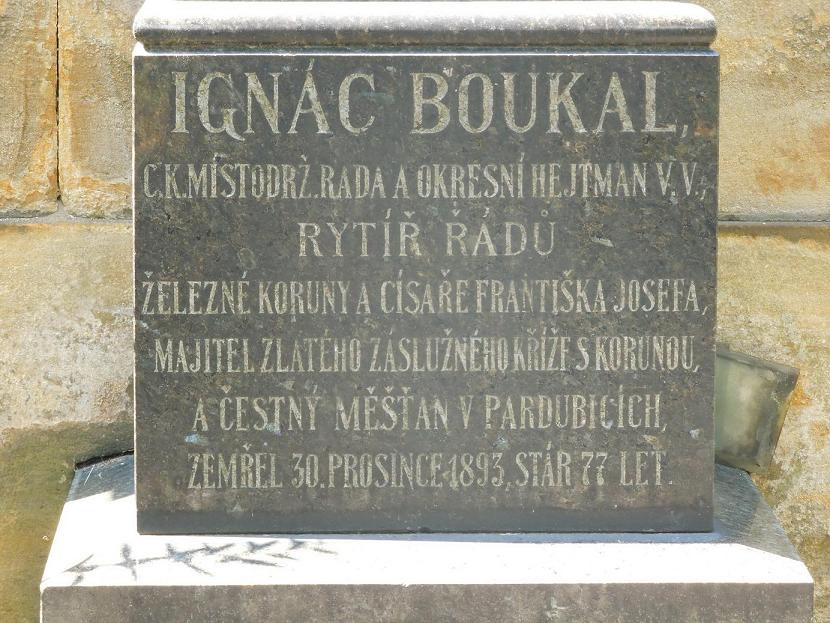 IGNÁC BOUKAL,
C.K.MÍSTODRŽ.RADA A OKRESNÍ HEJTMAN V.V.,
RYTÍŘ ŘÁDŮ
ŽELEZNÉ KORUNY A CÍSAŘE FRANTIŠKA JOSEFA,
MAJITEL ZLATÉHO ZÁSLUŽNÉHO KŘÍŽE S KORUNOU,
A ČESTNÝ MĚŠŤAN V PARDUBICÍCH,
ZEMŘEL 30.PROSINCE 1893, STÁR 77 LET.